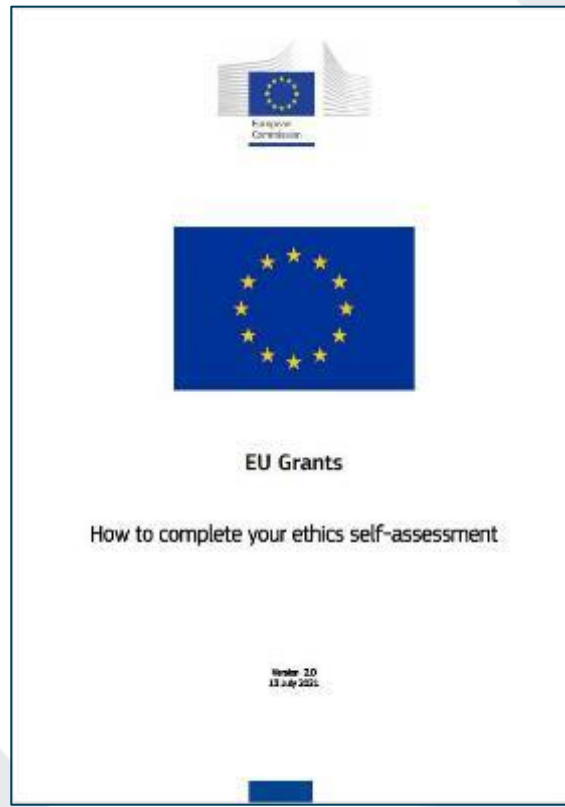 European
Commission
EU Grants
How to complete your ethics self-assessment
Version 2.0
13 July 2021